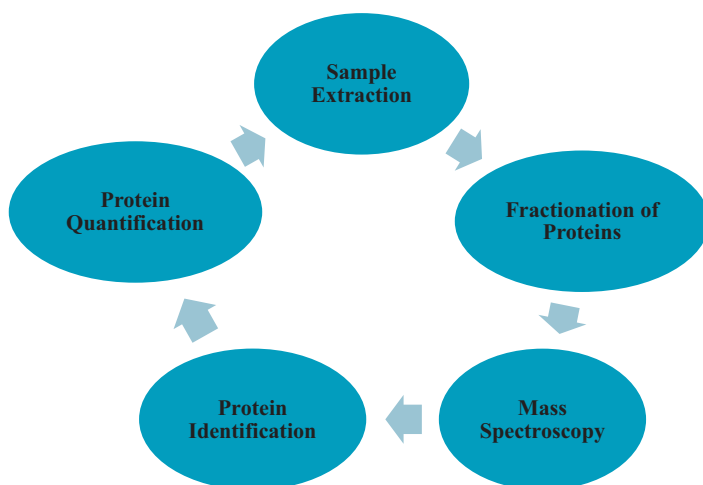 Sample
Extraction
Fractionation of
Proteins
Mass
Spectroscopy
Protein
Identification
Protein
Quantification